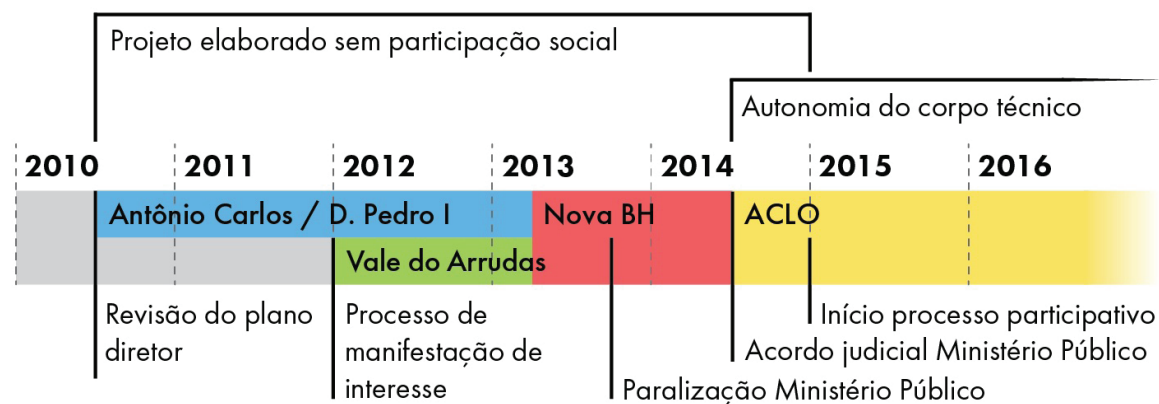 Projeto elaborado sem participação social
Autonomia do corpo técnico
2010 2011 2012 2013 2014 2015 2016
Antônio Carlos / D. Pedro I Nova BH ACLO
Vale do Arrudas
Revisão do plano
diretor
Processo de
manifestação de
interesse
Início processo participativo
Acordo judicial Ministério Público
Paralização Ministério Público